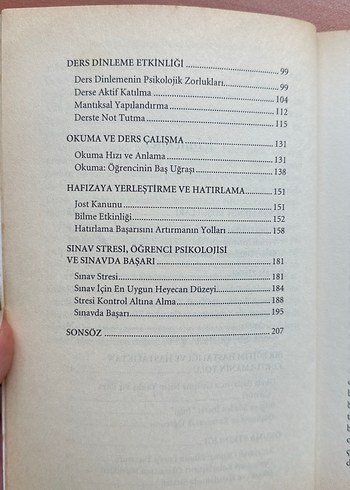 DERS DİNLEME ETKİNLİĞİ ........ 99
Ders Dinlemenin Psikolojik Zorlukları ........ 99
Derse Aktif Katılma ........ 104
Mantıksal Yapılandırma ........ 112
Derste Not Tutma ........ 115
OKUMA VE DERS ÇALIŞMA ........ 131
Okuma Hızı ve Anlama ........ 131
Okuma: Öğrencinin Baş Uğraşı ........ 138
HAFIZAYA YERLEŞTİRME VE HATIRLAMA ........ 151
Jost Kanunu ........ 151
Bilme Etkinliği ........ 152
Hatırlama Başarısını Artırmanın Yolları ........ 158
SINAV STRESİ, ÖĞRENCİ PSİKOLOJİSİ
VE SINAVDA BAŞARI ........ 181
Sınav Stresi ........ 181
Sınav İçin En Uygun Heyecan Düzeyi ........ 184
Stresi Kontrol Altına Alma ........ 188
Sınavda Başarı ........ 195
SONSÖZ ........ 207